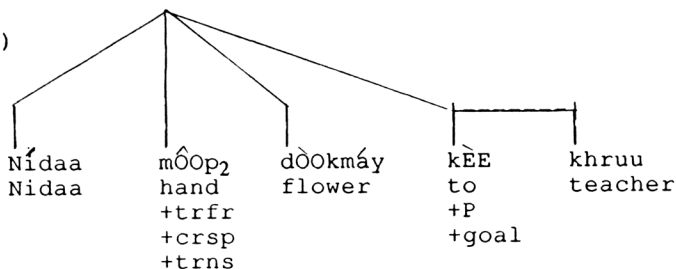 )
Nídaa mÔOp₂ dÒOkmáy kÈE khruu
Nidaa hand flower to teacher
+trfr +P
+crsp +goal
+trns